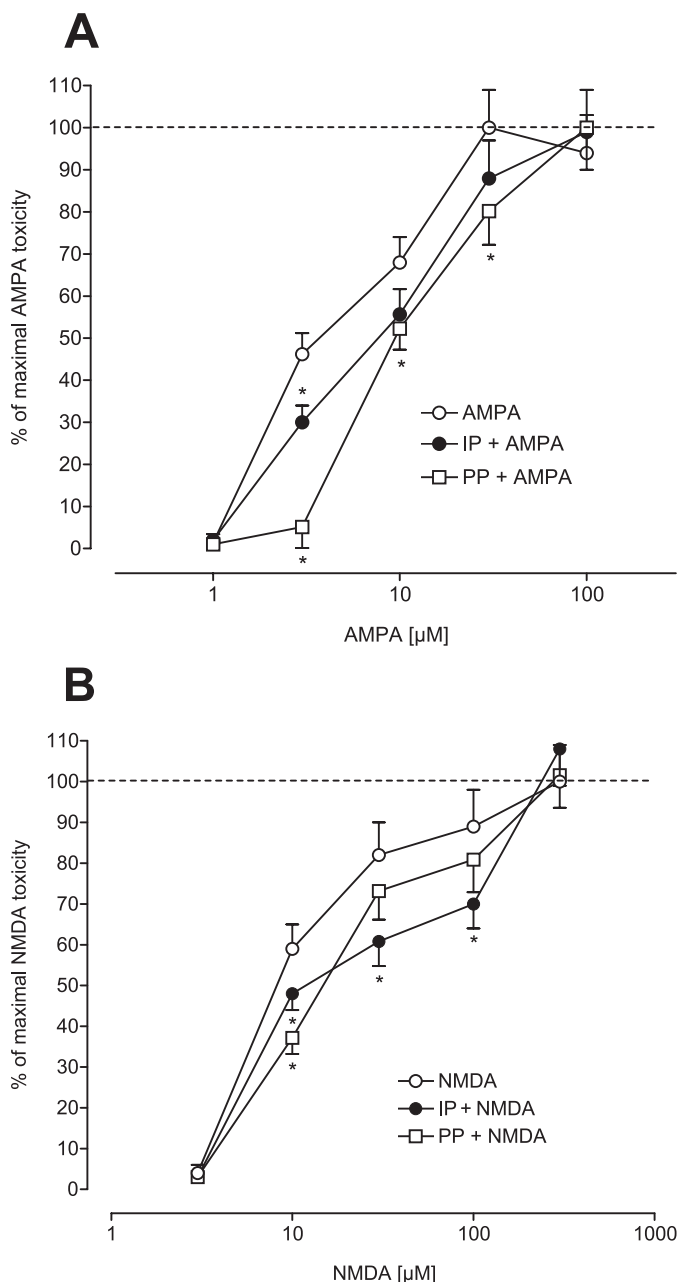 A
110
100
90
80
70
60
50
40
30
20
10
0
% of maximal AMPA toxicity
*
*
*
*
AMPA
IP + AMPA
PP + AMPA
1 10 100
AMPA [µM]
B
110
100
90
80
70
60
50
40
30
20
10
0
% of maximal NMDA toxicity
*
*
*
*
NMDA
IP + NMDA
PP + NMDA
1 10 100 1000
NMDA [µM]